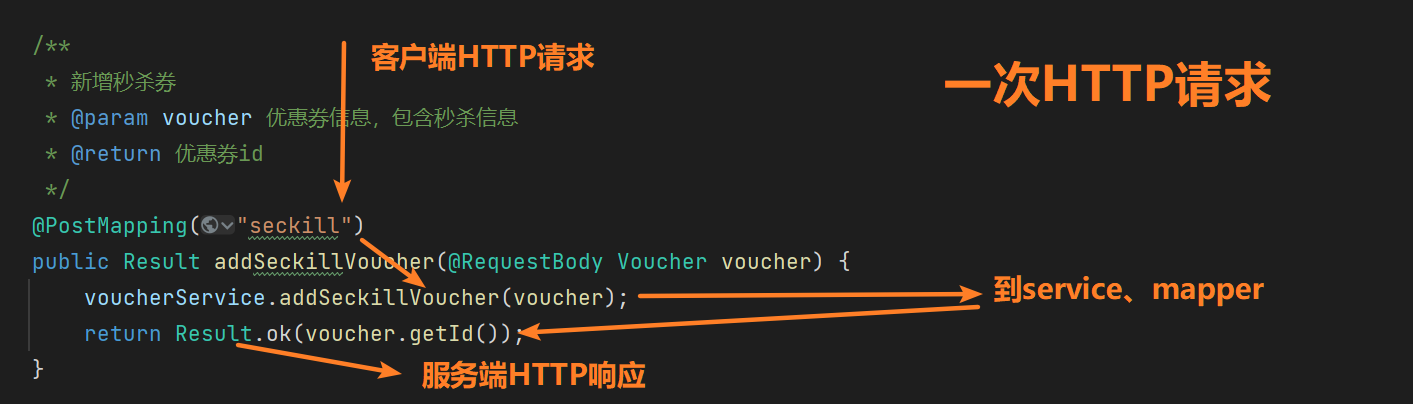 /**
客户端HTTP请求
一次HTTP请求
* 新增秒杀券
* @param voucher 优惠券信息，包含秒杀信息
* @return 优惠券id
*/
@PostMapping("seckill")
public Result addSeckillVoucher(@RequestBody Voucher voucher) {
voucherService.addSeckillVoucher(voucher);
到service、mapper
return Result.ok(voucher.getId());
}
服务端HTTP响应